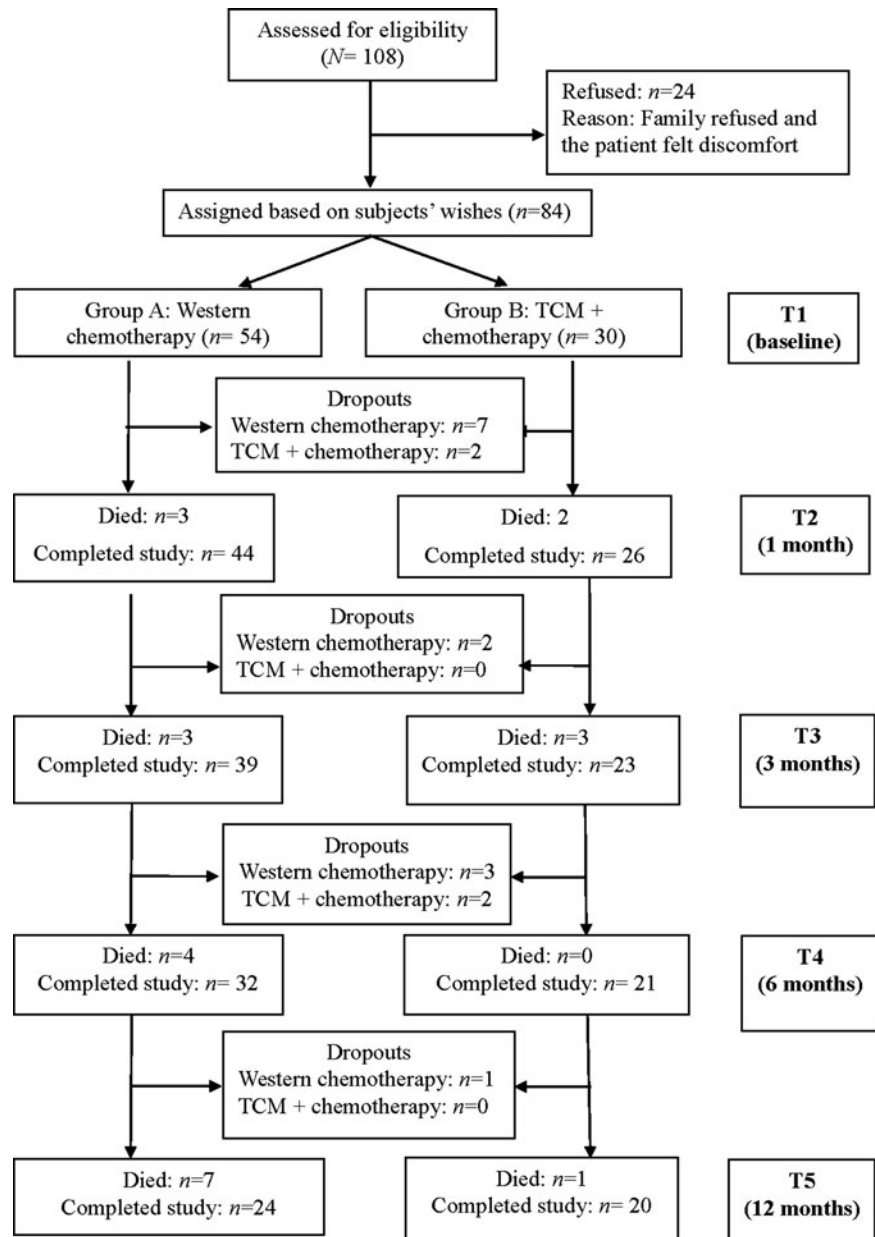 Assessed for eligibility
(N= 108)
Refused: n=24
Reason: Family refused and
the patient felt discomfort
Assigned based on subjects’ wishes (n=84)
Group A: Western
chemotherapy (n= 54)
Group B: TCM +
chemotherapy (n= 30)
T1
(baseline)
Dropouts
Western chemotherapy: n=7
TCM + chemotherapy: n=2
Died: n=3
Completed study: n= 44
Died: 2
Completed study: n= 26
T2
(1 month)
Dropouts
Western chemotherapy: n=2
TCM + chemotherapy: n=0
Died: n=3
Completed study: n= 39
Died: n=3
Completed study: n=23
T3
(3 months)
Dropouts
Western chemotherapy: n=3
TCM + chemotherapy: n=2
Died: n=4
Completed study: n= 32
Died: n=0
Completed study: n= 21
T4
(6 months)
Dropouts
Western chemotherapy: n=1
TCM + chemotherapy: n=0
Died: n=7
Completed study: n=24
Died: n=1
Completed study: n= 20
T5
(12 months)